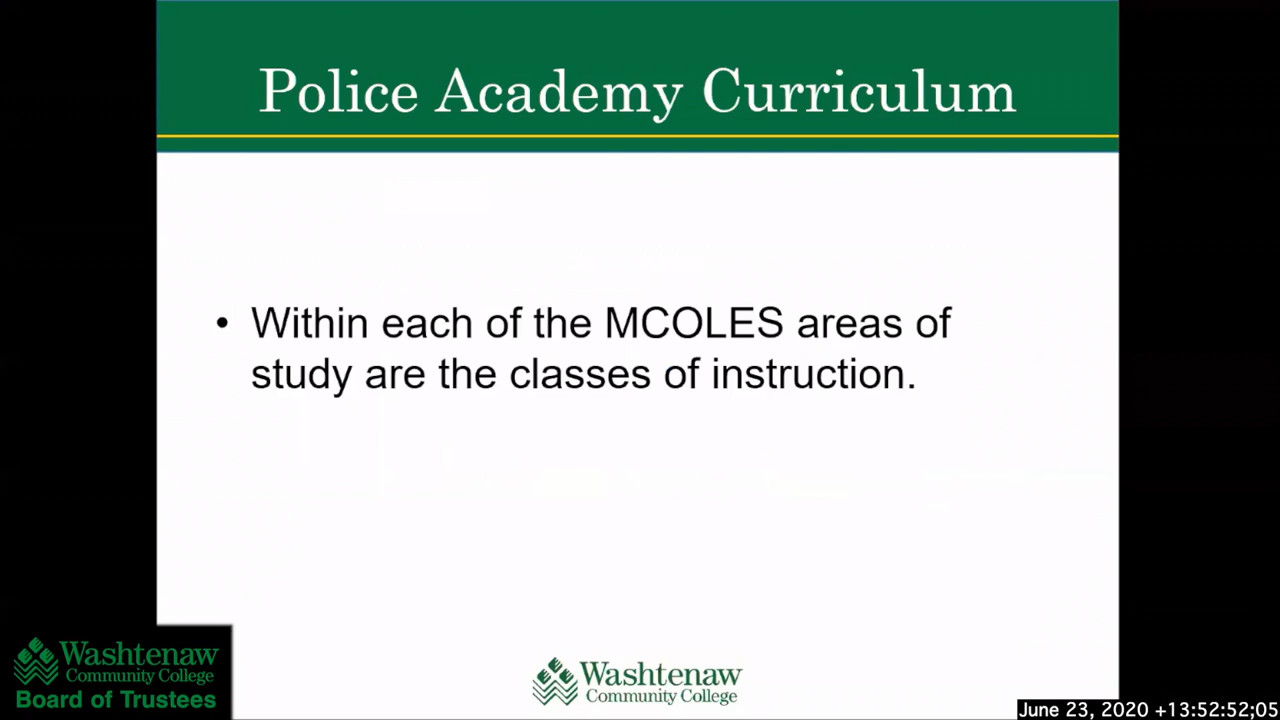 Police Academy Curriculum
• Within each of the MCOLES areas of
study are the classes of instruction.
Washtenaw
Community College
Board of Trustees
Washtenaw
Community College
June 23, 2020 +13:52:52;05